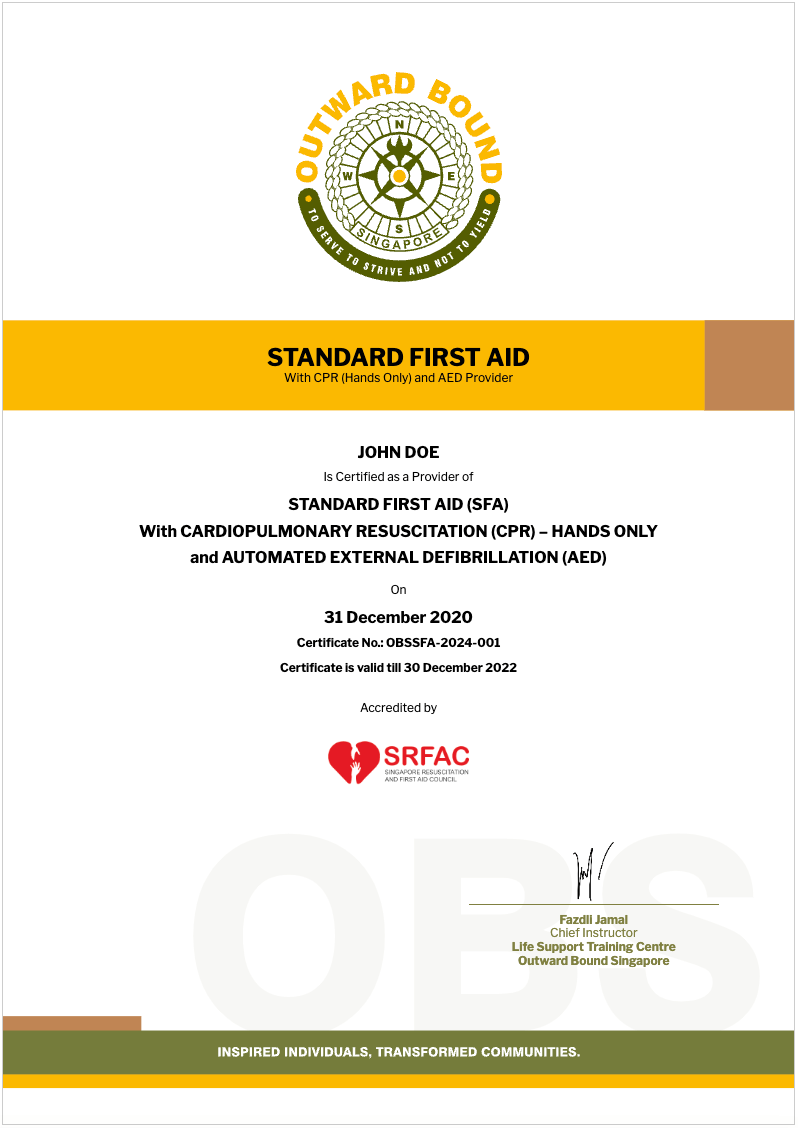 OUTWARD BOUND
N
W
E
S
SINGAPORE
TO SERVE TO STRIVE AND NOT TO YIELD
STANDARD FIRST AID
With CPR (Hands Only) and AED Provider
JOHN DOE
Is Certified as a Provider of
STANDARD FIRST AID (SFA)
With CARDIOPULMONARY RESUSCITATION (CPR) – HANDS ONLY
and AUTOMATED EXTERNAL DEFIBRILLATION (AED)
On
31 December 2020
Certificate No.: OBSSFA-2024-001
Certificate is valid till 30 December 2022
Accredited by
SRFAC
SINGAPORE RESUSCITATION
AND FIRST AID COUNCIL
OBS
Fazdli Jamal
Chief Instructor
Life Support Training Centre
Outward Bound Singapore
INSPIRED INDIVIDUALS, TRANSFORMED COMMUNITIES.